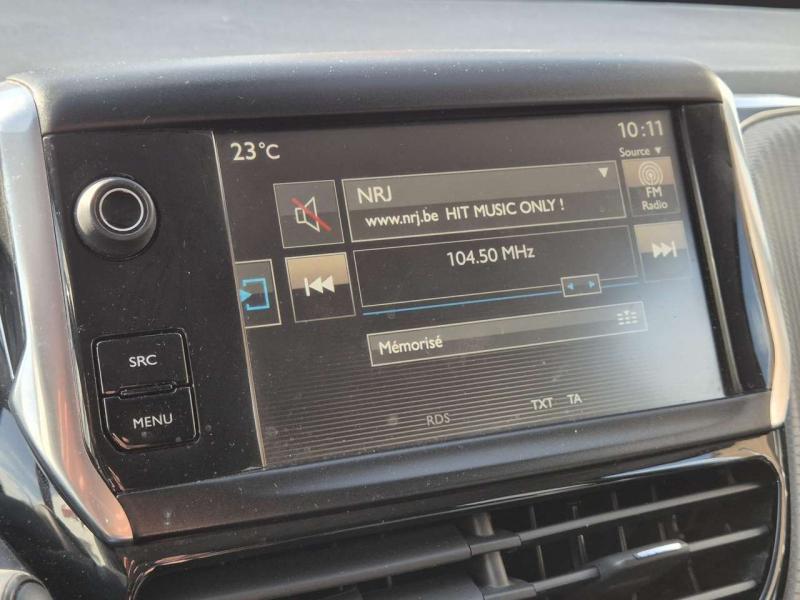 23°C
10:11
Source ▼
NRJ
www.nrj.be HIT MUSIC ONLY !
FM
Radio
104.50 MHz
Mémorisé
SRC
MENU
RDS
TXT TA